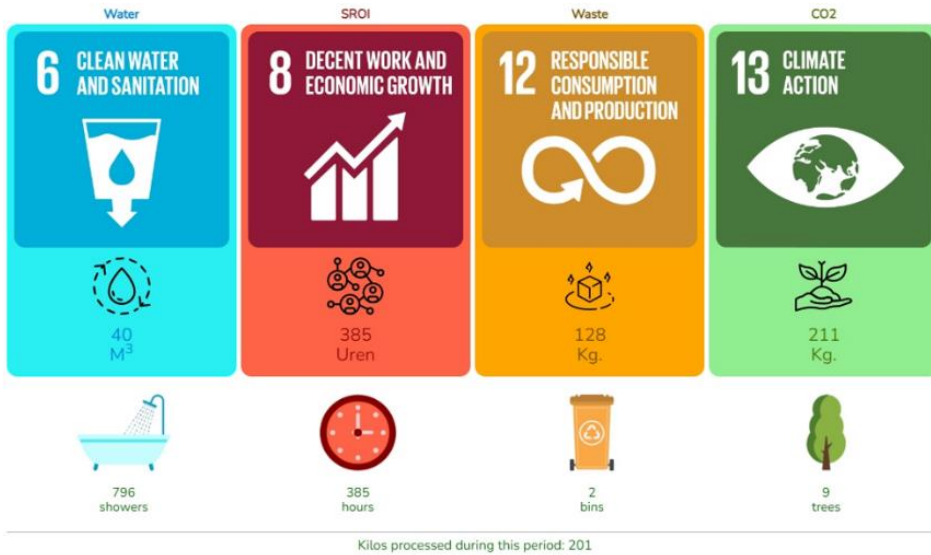 Water
SROI
Waste
CO2
6 CLEAN WATER
AND SANITATION
8 DECENT WORK AND
ECONOMIC GROWTH
12 RESPONSIBLE
CONSUMPTION
AND PRODUCTION
13 CLIMATE
ACTION
40
M³
385
Uren
128
Kg.
211
Kg.
796
showers
385
hours
2
bins
9
trees
Kilos processed during this period: 201